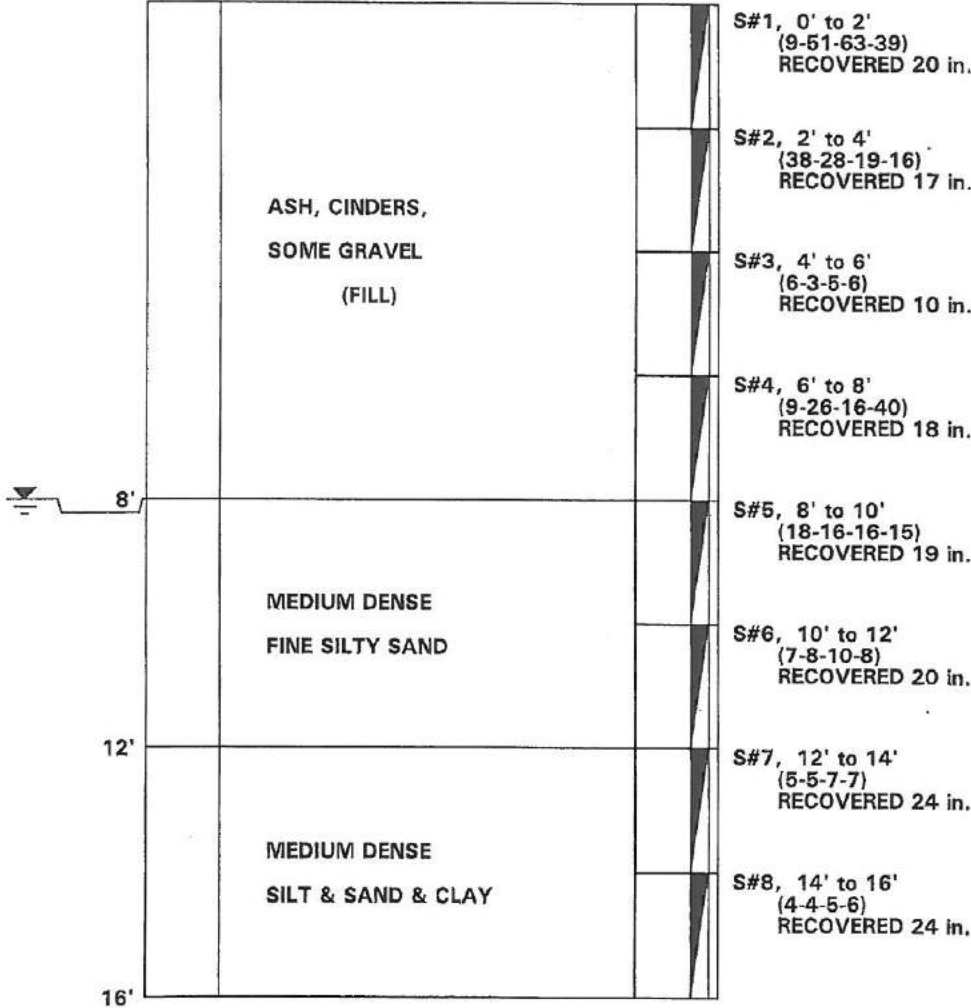 S#1, 0' to 2'
(9-51-63-39)
RECOVERED 20 in.
S#2, 2' to 4'
(38-28-19-16)
RECOVERED 17 in.
ASH, CINDERS,
SOME GRAVEL
(FILL)
S#3, 4' to 6'
(6-3-5-6)
RECOVERED 10 in.
S#4, 6' to 8'
(9-26-16-40)
RECOVERED 18 in.
8'
S#5, 8' to 10'
(18-16-16-15)
RECOVERED 19 in.
MEDIUM DENSE
FINE SILTY SAND
S#6, 10' to 12'
(7-8-10-8)
RECOVERED 20 in.
12'
S#7, 12' to 14'
(5-5-7-7)
RECOVERED 24 in.
MEDIUM DENSE
SILT & SAND & CLAY
S#8, 14' to 16'
(4-4-5-6)
RECOVERED 24 in.
16'